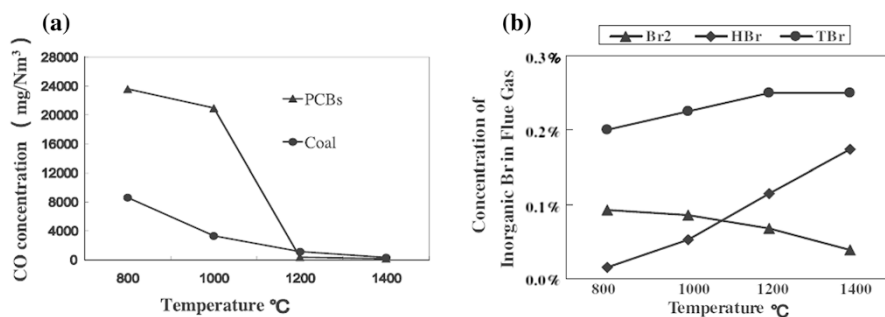 (a)
CO concentration ( mg/Nm³ )
28000
24000
20000
16000
12000
8000
4000
0
PCBs
Coal
800 1000 1200 1400
Temperature ℃
(b)
Br2 HBr TBr
Concentration of
Inorganic Br in Flue Gas
0.3%
0.2%
0.1%
0.0%
800 1000 1200 1400
Temperature ℃